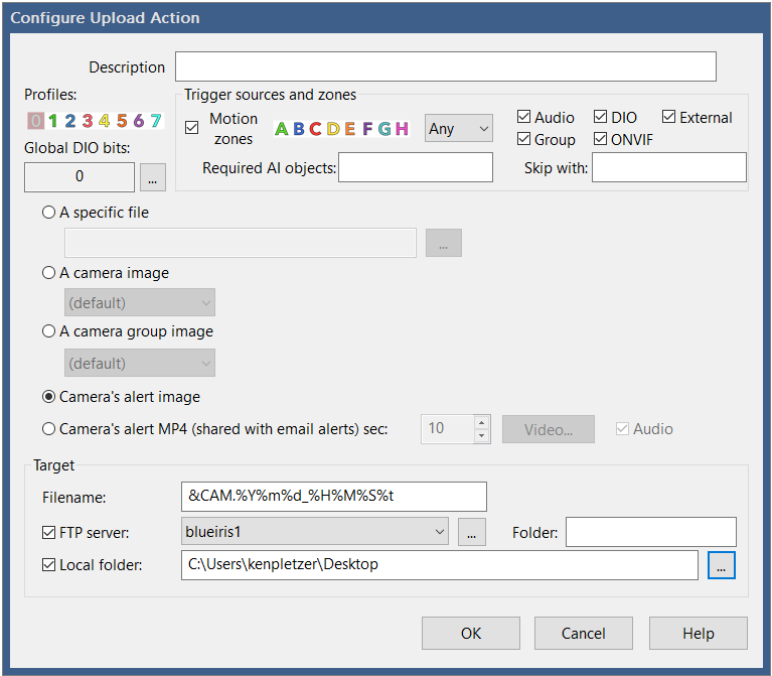 Configure Upload Action
Description
Profiles:
0 1 2 3 4 5 6 7
Global DIO bits:
0
...
Trigger sources and zones
Motion zones
A B C D E F G H
Any
Audio
DIO
External
Group
ONVIF
Required AI objects:
Skip with:
A specific file
...
A camera image
(default)
A camera group image
(default)
Camera's alert image
Camera's alert MP4 (shared with email alerts) sec:
10
Video...
Audio
Target
Filename:
&CAM.%Y%m%d_%H%M%S%t
FTP server:
blueiris1
...
Folder:
Local folder:
C:\Users\kenpletzer\Desktop
...
OK
Cancel
Help